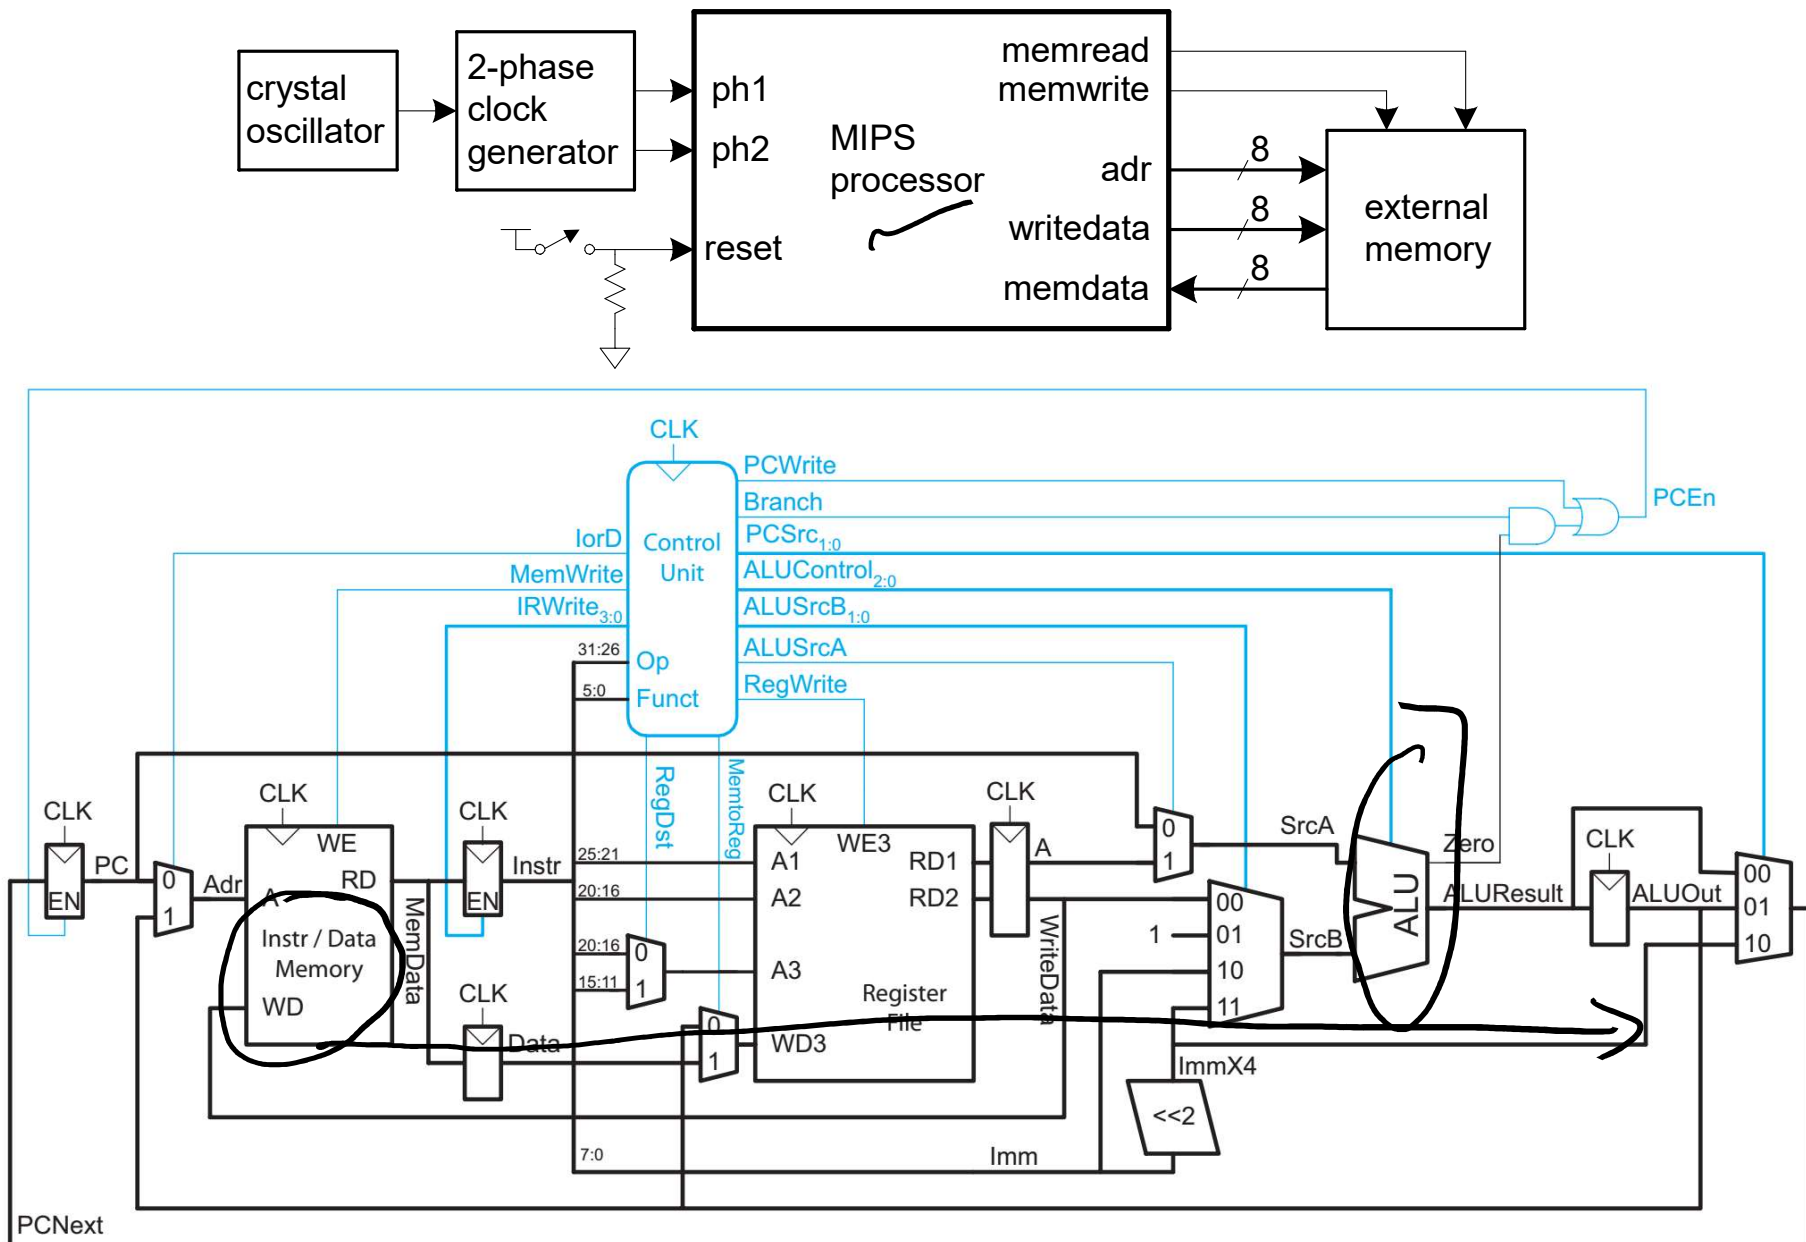 crystal
oscillator
2-phase
clock
generator
ph1
ph2
reset
MIPS
processor
memread
memwrite
adr
writedata
memdata
8
8
8
external
memory
CLK
PCWrite
Branch
PCSrc1:0
ALUControl2:0
ALUSrcB1:0
ALUSrcA
RegWrite
PCEn
IorD
MemWrite
IRWrite3:0
Control
Unit
31:26
Op
5:0
Funct
RegDst
MemtoReg
CLK
EN
PC
0
1
Adr
CLK
WE
A
RD
Instr / Data
Memory
WD
MemData
CLK
EN
Instr
CLK
Data
25:21
20:16
20:16
15:11
0
1
0
1
CLK
WE3
A1
RD1
A2
RD2
A3
Register
File
WD3
CLK
A
WriteData
0
1
SrcA
00
1
01
10
11
SrcB
ImmX4
<<2
7:0
Imm
ALU
Zero
ALUResult
CLK
ALUOut
00
01
10
PCNext